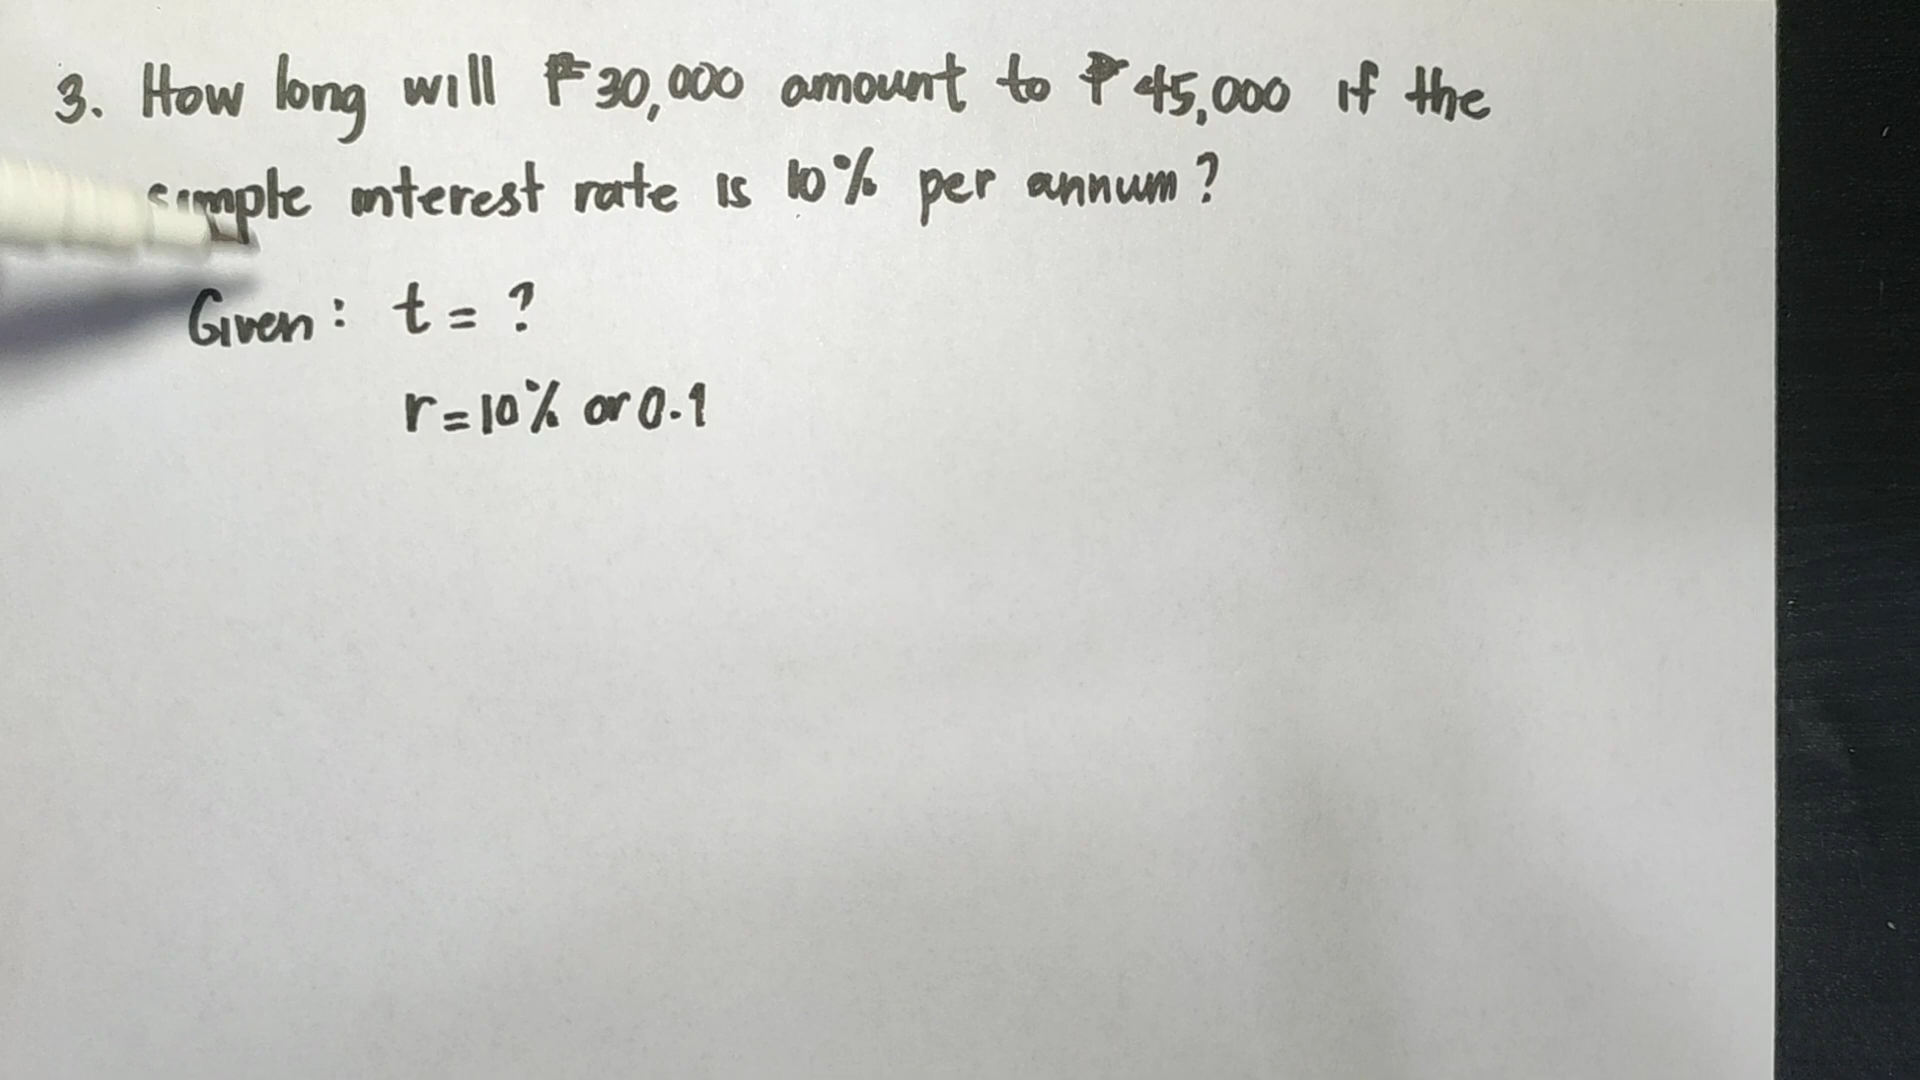 3. How long will ₱30,000 amount to ₱45,000 if the
simple interest rate is 10% per annum?
Given: t = ?
r = 10% or 0.1